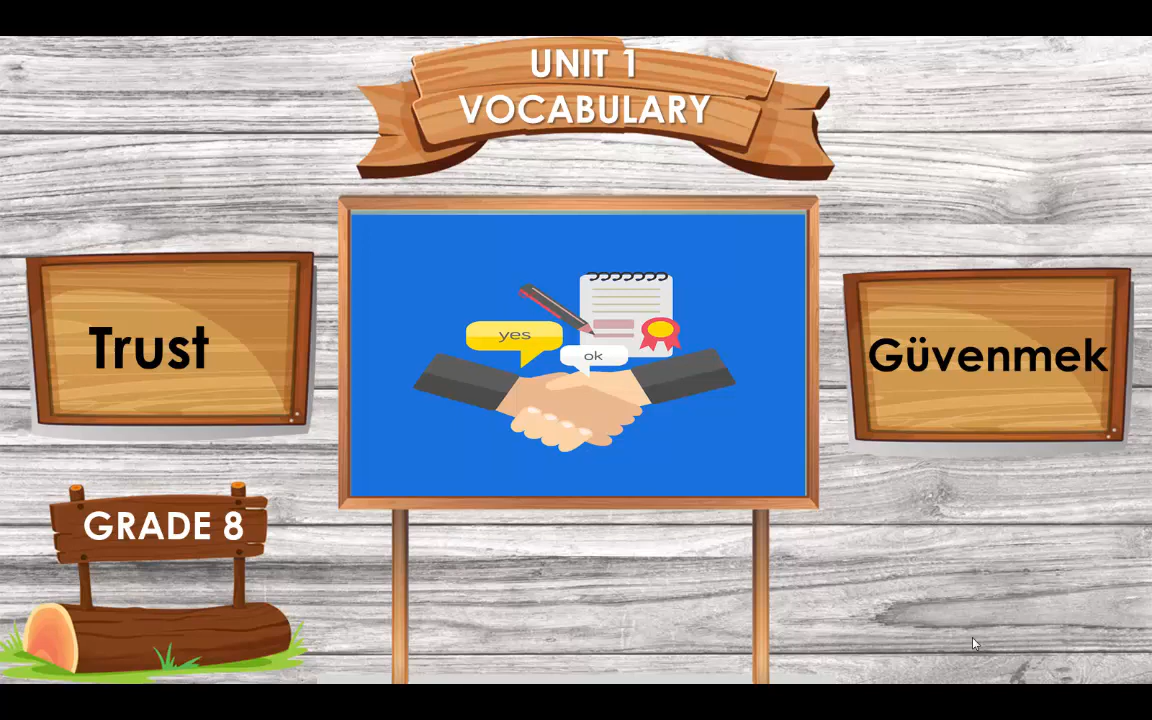 UNIT 1
VOCABULARY
Trust
yes
ok
Güvenmek
GRADE 8